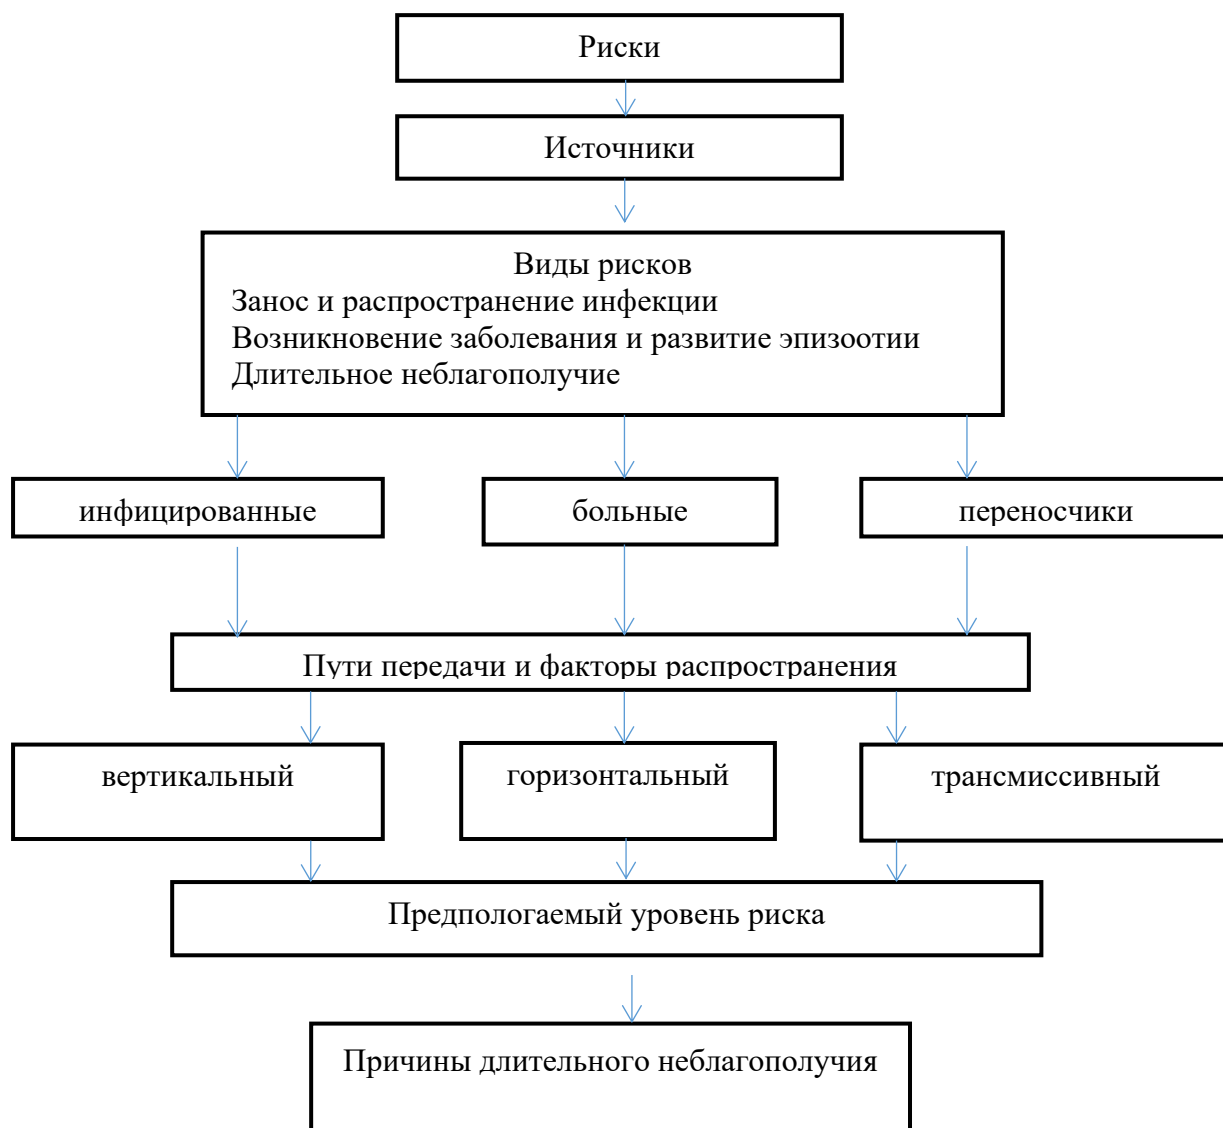 Риски
Источники
Виды рисков
Занос и распространение инфекции
Возникновение заболевания и развитие эпизоотии
Длительное неблагополучие
инфицированные
больные
переносчики
Пути передачи и факторы распространения
вертикальный
горизонтальный
трансмиссивный
Предпологаемый уровень риска
Причины длительного неблагополучия